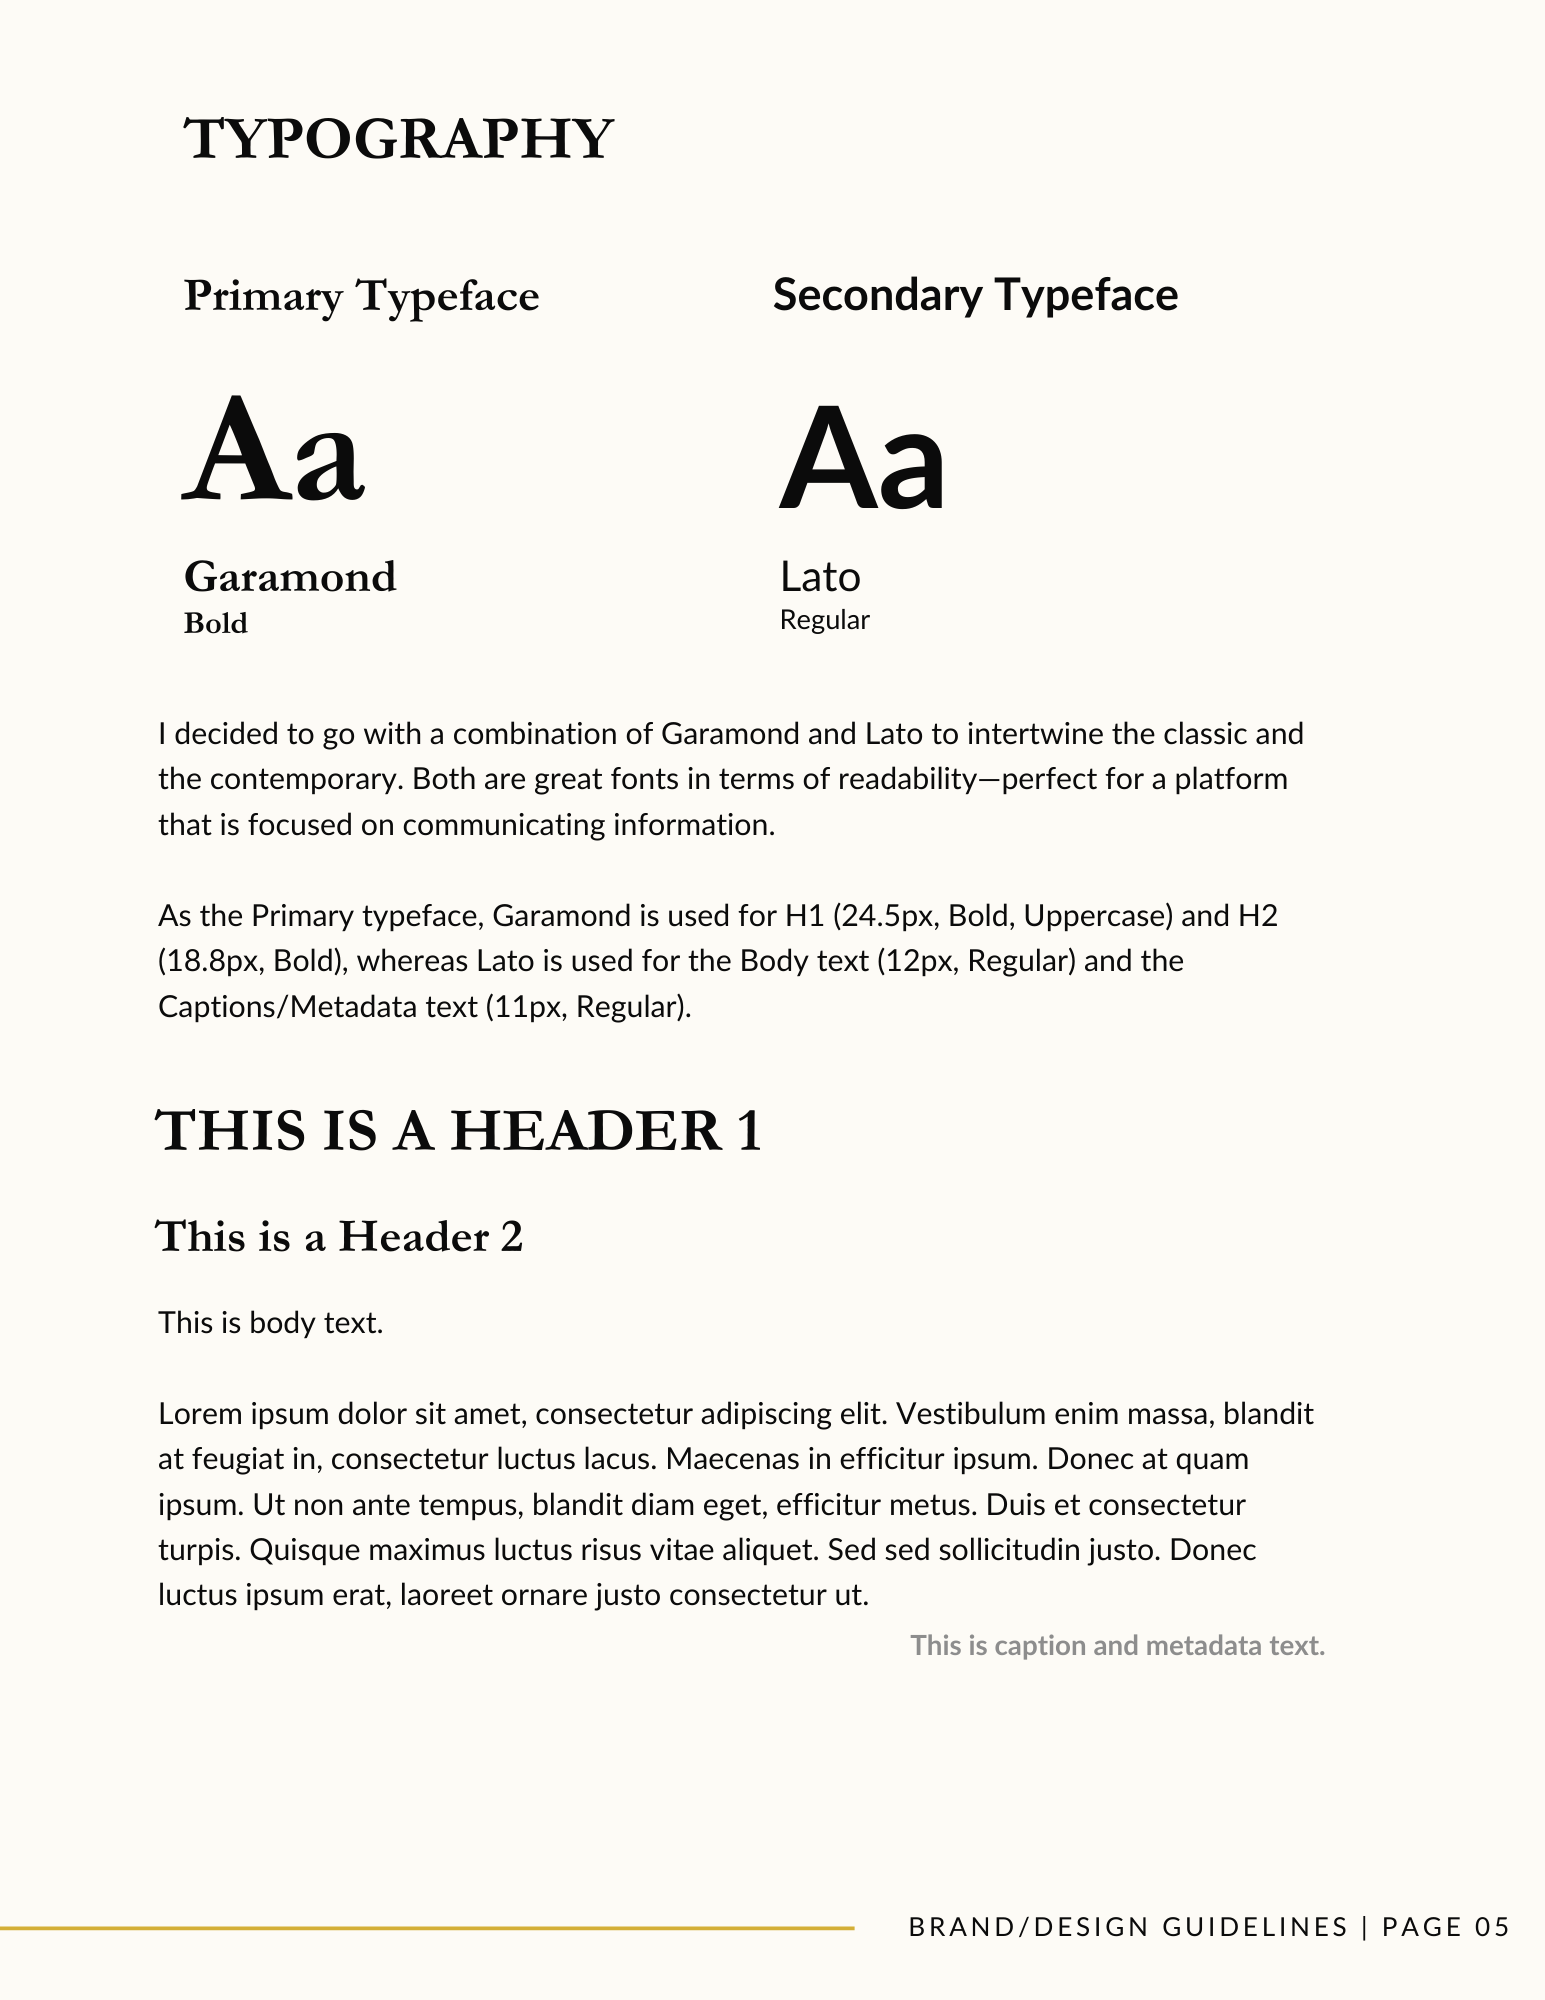 TYPOGRAPHY
Primary Typeface
Secondary Typeface
Aa
Aa
Garamond
Bold
Lato
Regular
I decided to go with a combination of Garamond and Lato to intertwine the classic and
the contemporary. Both are great fonts in terms of readability—perfect for a platform
that is focused on communicating information.
As the Primary typeface, Garamond is used for H1 (24.5px, Bold, Uppercase) and H2
(18.8px, Bold), whereas Lato is used for the Body text (12px, Regular) and the
Captions/Metadata text (11px, Regular).
THIS IS A HEADER 1
This is a Header 2
This is body text.
Lorem ipsum dolor sit amet, consectetur adipiscing elit. Vestibulum enim massa, blandit
at feugiat in, consectetur luctus lacus. Maecenas in efficitur ipsum. Donec at quam
ipsum. Ut non ante tempus, blandit diam eget, efficitur metus. Duis et consectetur
turpis. Quisque maximus luctus risus vitae aliquet. Sed sed sollicitudin justo. Donec
luctus ipsum erat, laoreet ornare justo consectetur ut.
This is caption and metadata text.
BRAND/DESIGN GUIDELINES | PAGE 05